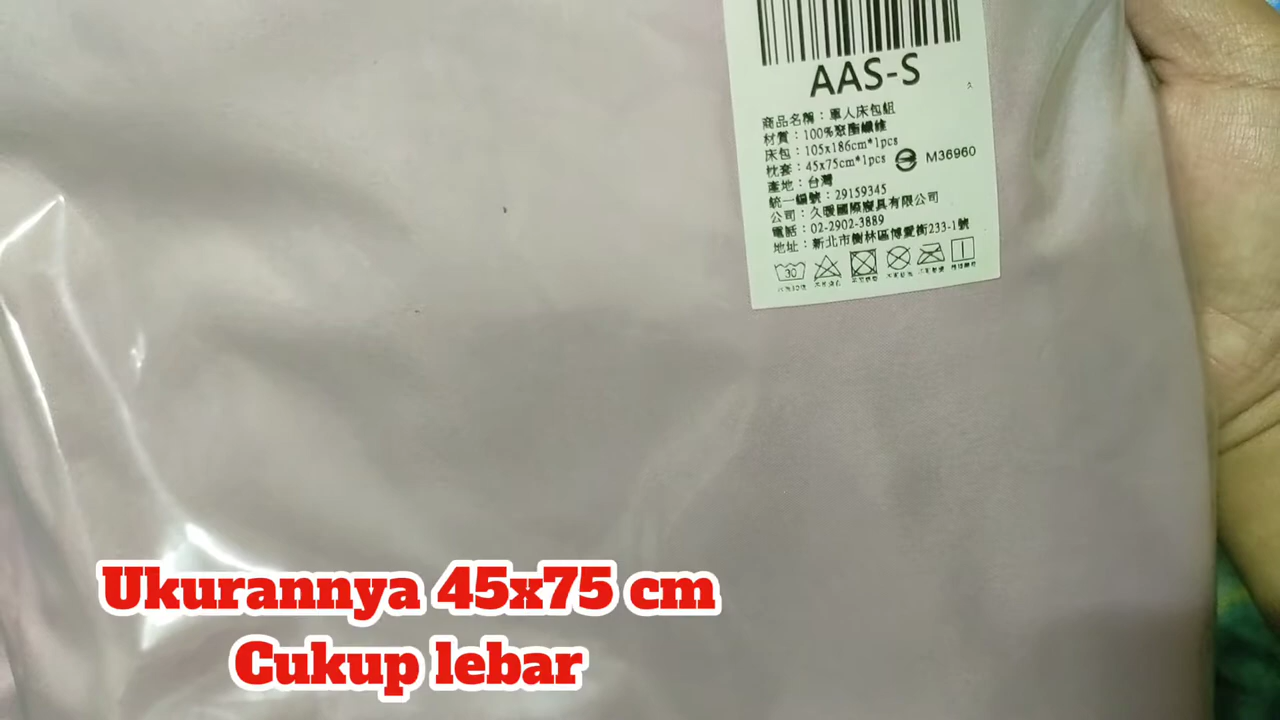 AAS-S
商品名稱：單人床包組
材質：100%聚酯纖維
床包：105x186cm*1pcs
枕套：45x75cm*1pcs M36960
產地：台灣
統一編號：29159345
公司：久暖國際寢具有限公司
電話：02-2902-3889
地址：新北市樹林區博愛街233-1號
30
Ukurannya 45x75 cm
Cukup lebar